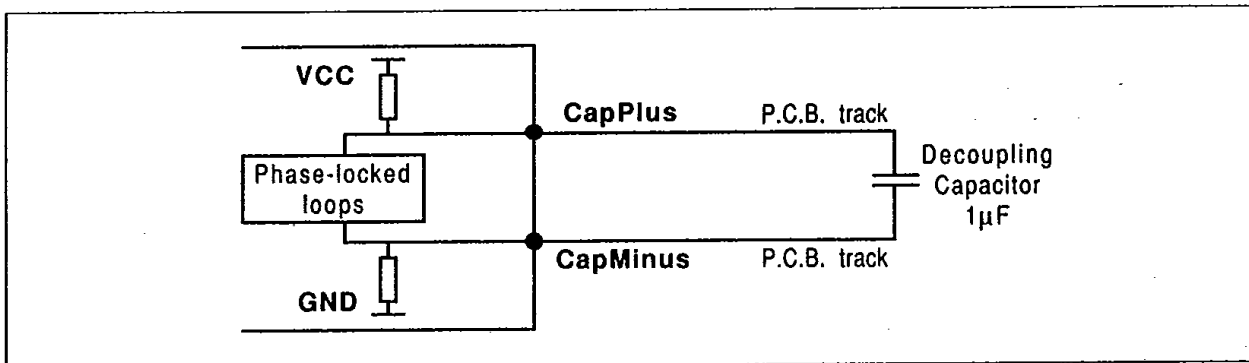 VCC
CapPlus
P.C.B. track
Phase-locked
loops
Decoupling
Capacitor
1µF
CapMinus
P.C.B. track
GND